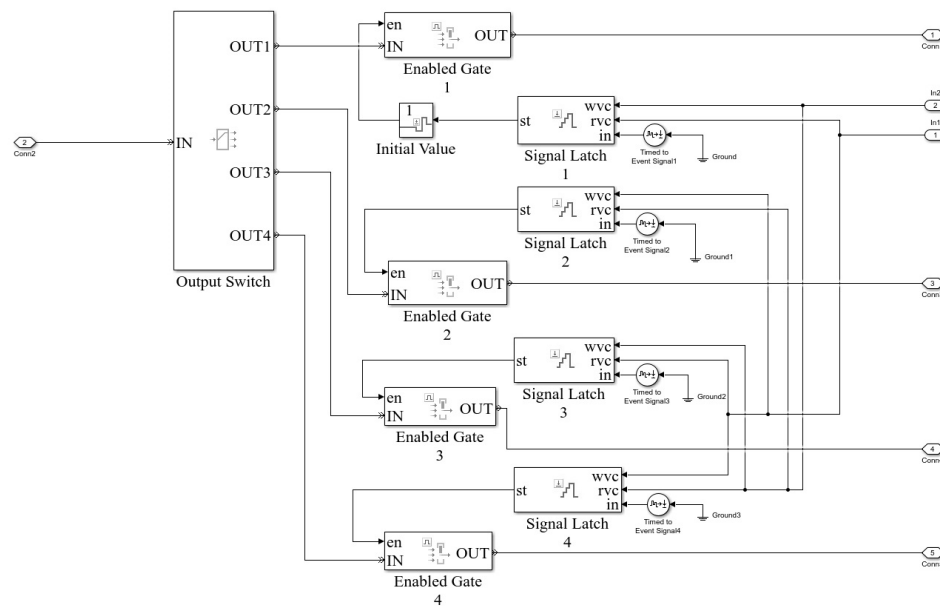 en
IN
OUT
Enabled Gate
1
1
Conn
OUT1
OUT2
OUT3
OUT4
IN
Output Switch
2
Conn2
1
Initial Value
st
wvc
rvc
in
Signal Latch
1
Timed to
Event Signal1
Ground
In2
2
In1
1
st
wvc
rvc
in
Signal Latch
2
Timed to
Event Signal2
Ground1
en
IN
OUT
Enabled Gate
2
3
Conn
st
wvc
rvc
in
Signal Latch
3
Timed to
Event Signal3
Ground2
en
IN
OUT
Enabled Gate
3
4
Conn
st
wvc
rvc
in
Signal Latch
4
Timed to
Event Signal4
Ground3
en
IN
OUT
Enabled Gate
4
5
Conn